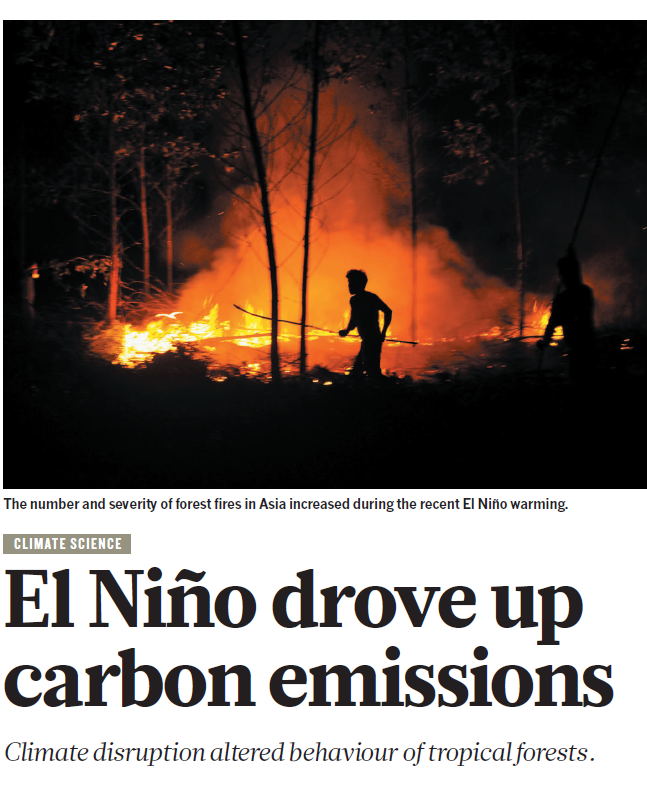 The number and severity of forest fires in Asia increased during the recent El Niño warming.
CLIMATE SCIENCE
El Niño drove up
carbon emissions
Climate disruption altered behaviour of tropical forests.